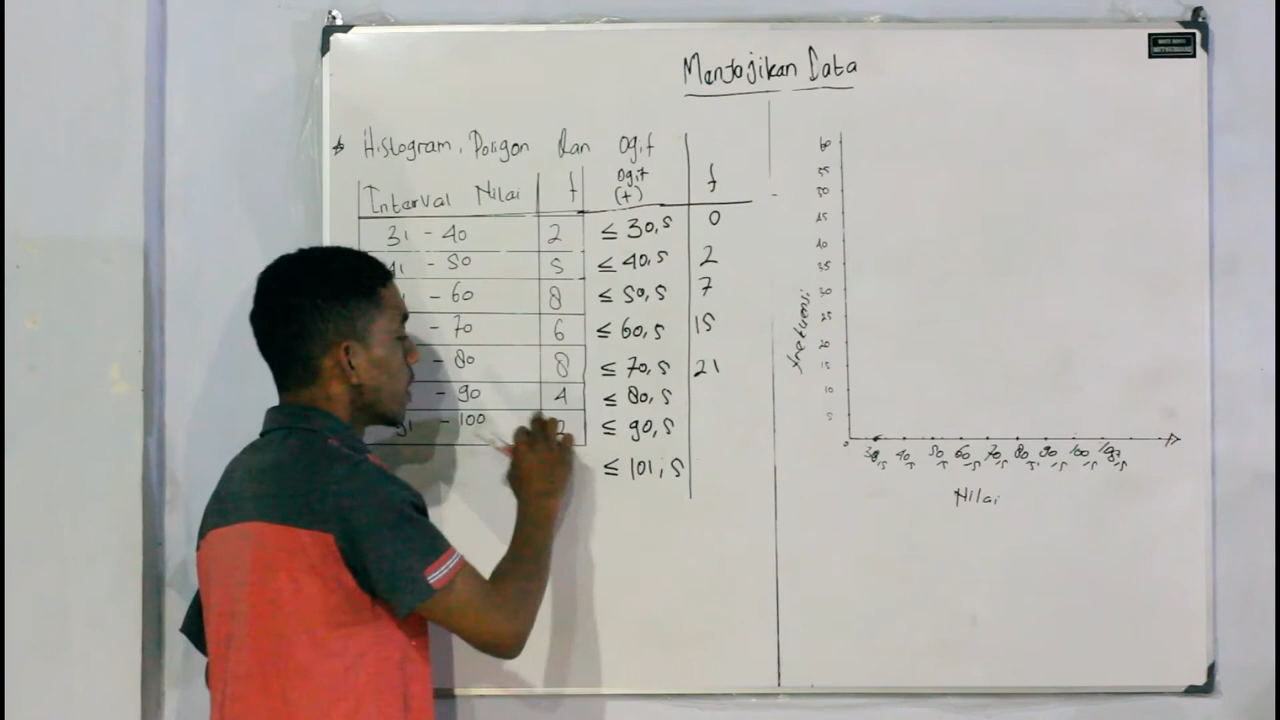 Menyajikan Data
Histogram, Poligon dan Ogif
Interval Nilai f ogif (+) f
31 - 40 2 ≤ 30,5 0
41 - 50 5 ≤ 40,5 2
- 60 8 ≤ 50,5 7
- 70 6 ≤ 60,5 15
- 80 8 ≤ 70,5 21
- 90 4 ≤ 80,5
91 - 100 ≤ 90,5
≤ 101,5
60
55
50
45
40
35
30
25
20
15
10
5
0
frekuensi
40,5 50,5 60,5 70,5 80,5 90,5 100,5
Nilai